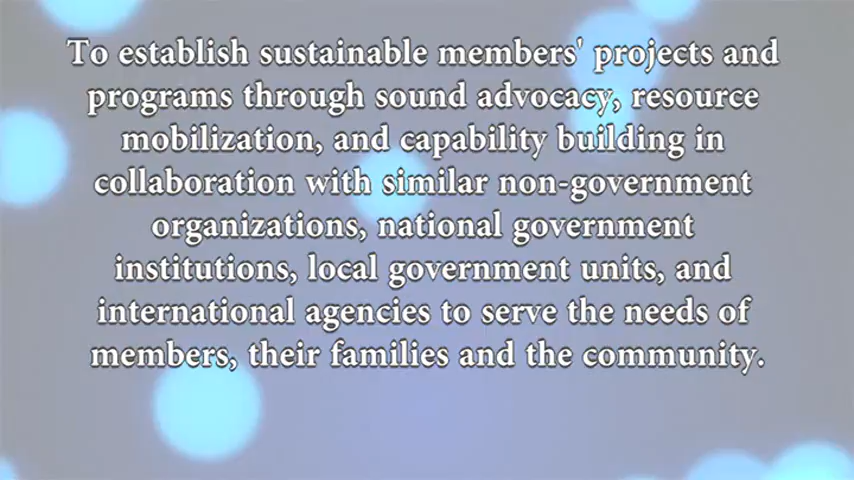 To establish sustainable members' projects and
programs through sound advocacy, resource
mobilization, and capability building in
collaboration with similar non-government
organizations, national government
institutions, local government units, and
international agencies to serve the needs of
members, their families and the community.